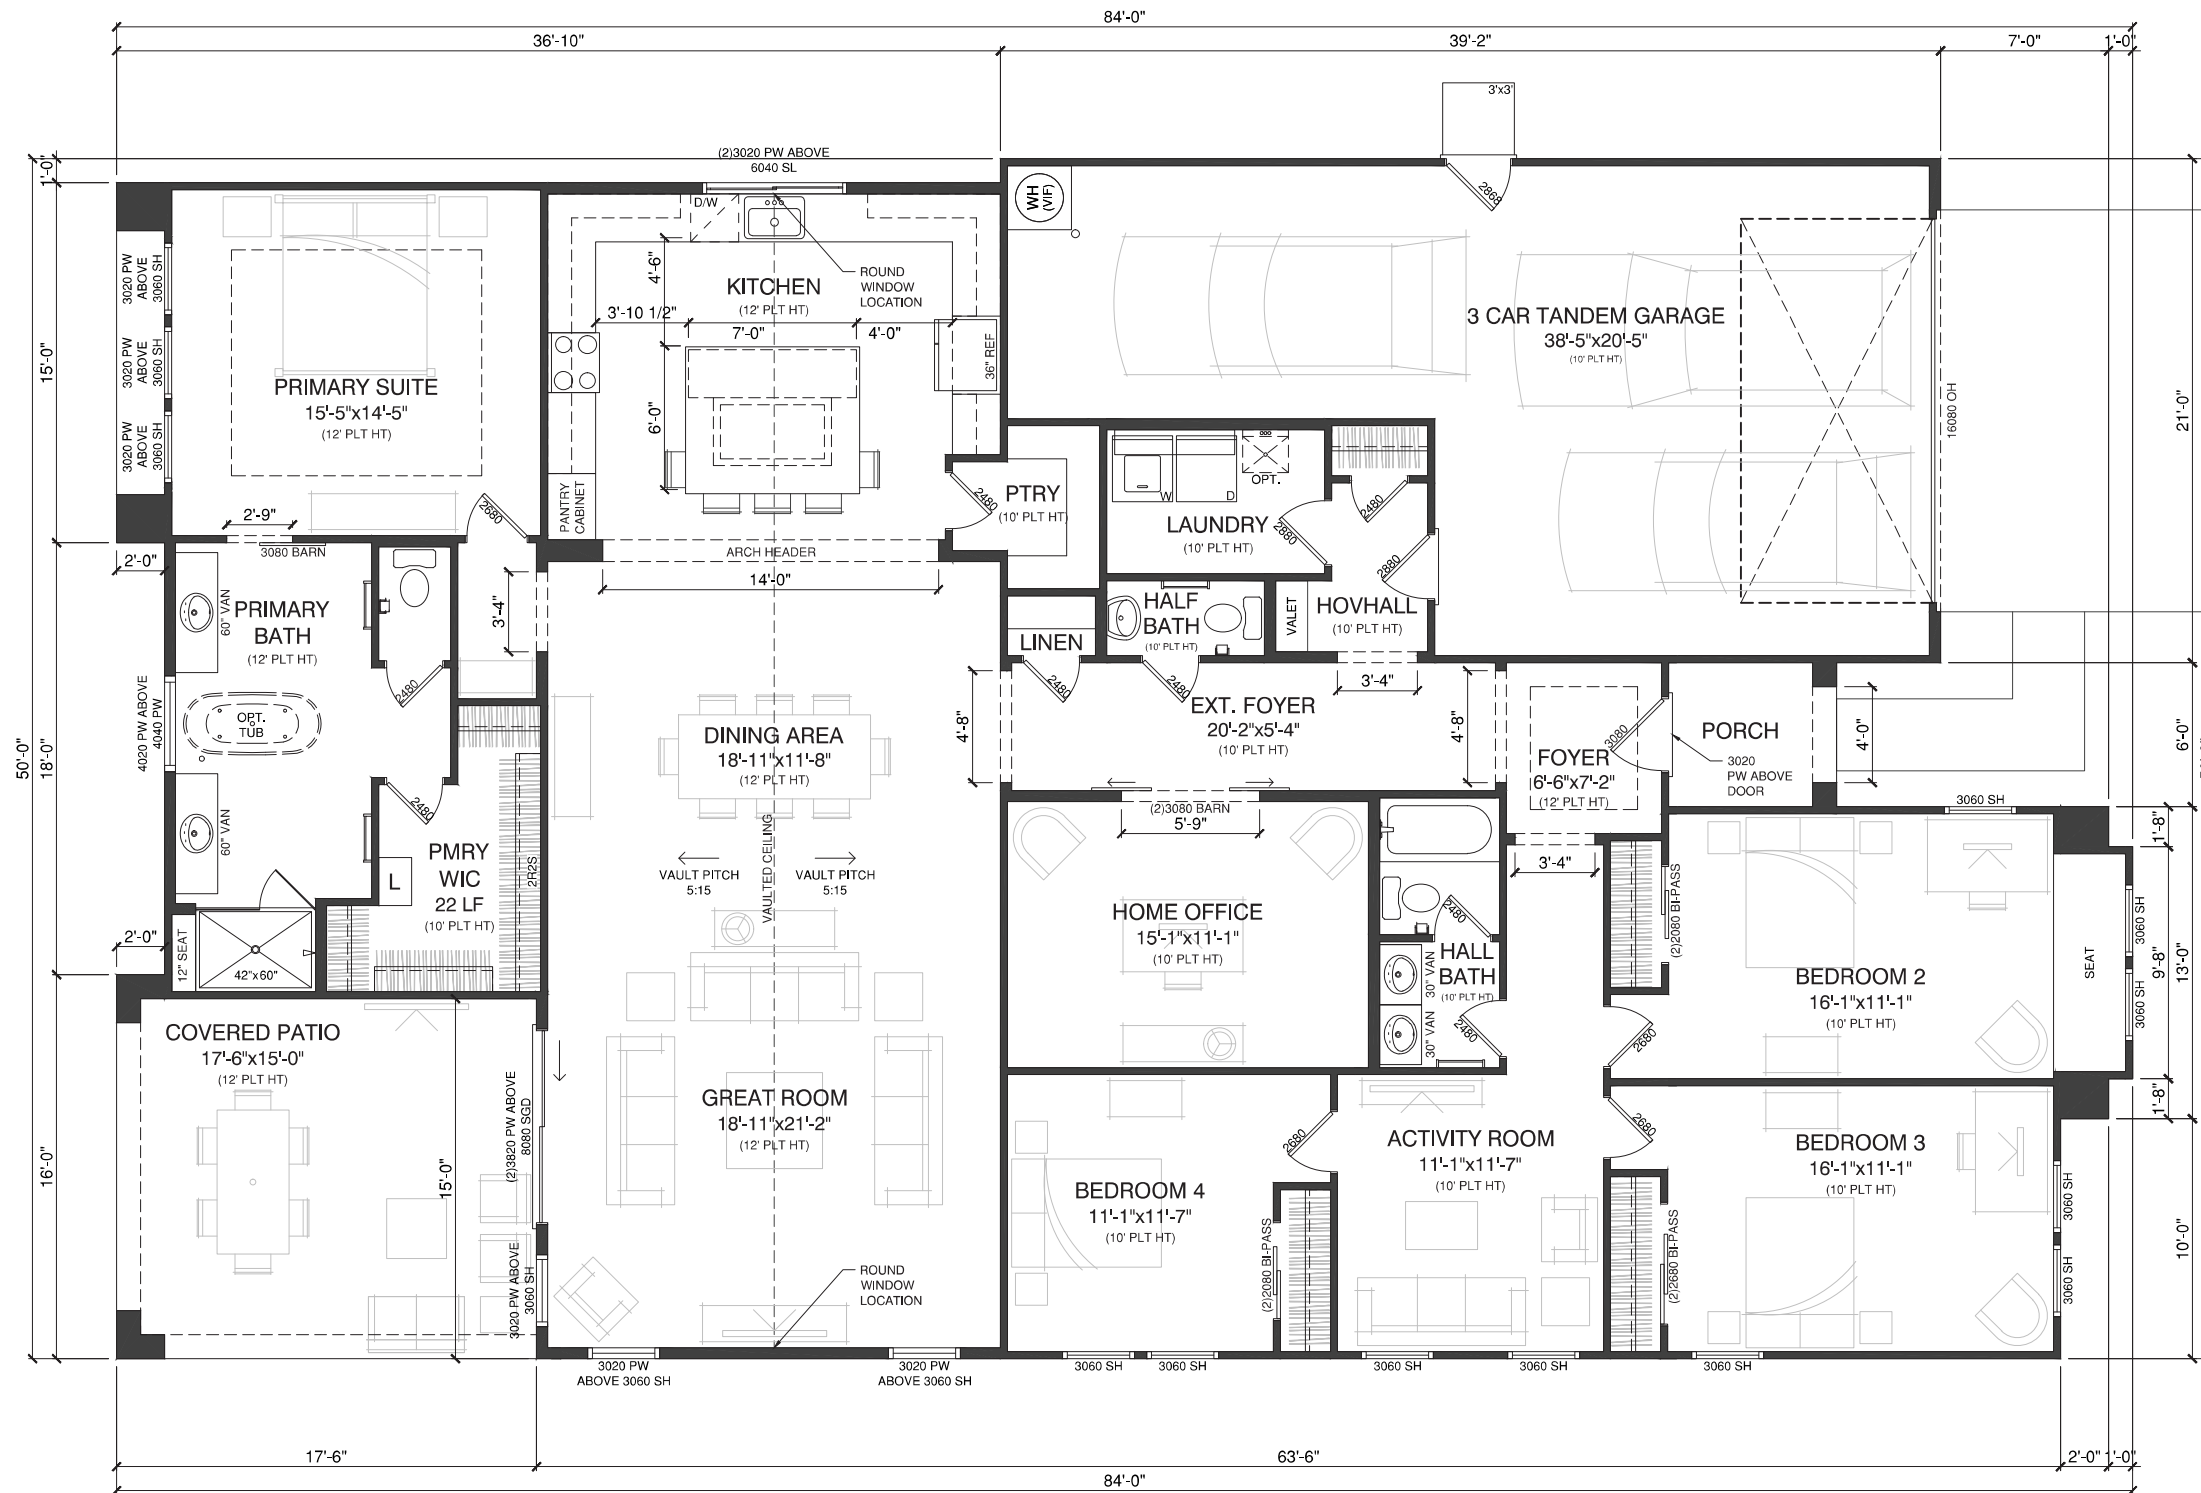 84'-0"
36'-10"
39'-2"
7'-0"
1'-0"
3'x3'
(2)3020 PW ABOVE
6040 SL
1'-0"
2868
WH
(VIF)
D/W
4'-6"
ROUND
WINDOW
LOCATION
KITCHEN
(12' PLT HT)
3'-10 1/2"
7'-0"
4'-0"
36" REF
6'-0"
PANTRY
CABINET
3020 PW
ABOVE
3060 SH
3020 PW
ABOVE
3060 SH
3020 PW
ABOVE
3060 SH
15'-0"
PRIMARY SUITE
15'-5"x14'-5"
(12' PLT HT)
2680
2'-9"
3080 BARN
3 CAR TANDEM GARAGE
38'-5"x20'-5"
(10' PLT HT)
16080 OH
21'-0"
2480
PTRY
(10' PLT HT)
W
D
OPT.
LAUNDRY
(10' PLT HT)
2880
2480
2880
ARCH HEADER
14'-0"
2'-0"
60" VAN
PRIMARY
BATH
(12' PLT HT)
3'-4"
2480
LINEN
2480
HALF
BATH
(10' PLT HT)
2480
VALET
HOVHALL
(10' PLT HT)
3'-4"
4020 PW ABOVE
4040 PW
OPT.
TUB
50'-0"
18'-0"
60" VAN
2480
PMRY
WIC
22 LF
(10' PLT HT)
L
2R2S
DINING AREA
18'-11"x11'-8"
(12' PLT HT)
4'-8"
EXT. FOYER
20'-2"x5'-4"
(10' PLT HT)
4'-8"
FOYER
6'-6"x7'-2"
(12' PLT HT)
3080
PORCH
3020
PW ABOVE
DOOR
4'-0"
6'-0"
VAULTED CEILING
VAULT PITCH
5:15
VAULT PITCH
5:15
(2)3080 BARN
5'-9"
3'-4"
3060 SH
1'-8"
HOME OFFICE
15'-1"x11'-1"
(10' PLT HT)
2480
HALL
BATH
(10' PLT HT)
30" VAN
30" VAN
2480
(2)2080 BI-PASS
BEDROOM 2
16'-1"x11'-1"
(10' PLT HT)
2680
SEAT
3060 SH
3060 SH
9'-8"
13'-0"
1'-8"
2'-0"
12" SEAT
42"x60"
COVERED PATIO
17'-6"x15'-0"
(12' PLT HT)
16'-0"
15'-0"
(2)3820 PW ABOVE
8080 SGD
3020 PW ABOVE
3060 SH
GREAT ROOM
18'-11"x21'-2"
(12' PLT HT)
ROUND
WINDOW
LOCATION
BEDROOM 4
11'-1"x11'-7"
(10' PLT HT)
2680
(2)2080 BI-PASS
ACTIVITY ROOM
11'-1"x11'-7"
(10' PLT HT)
2680
(2)2680 BI-PASS
BEDROOM 3
16'-1"x11'-1"
(10' PLT HT)
3060 SH
3060 SH
10'-0"
3020 PW
ABOVE 3060 SH
3020 PW
ABOVE 3060 SH
3060 SH
3060 SH
3060 SH
3060 SH
3060 SH
17'-6"
63'-6"
2'-0"
1'-0"
84'-0"